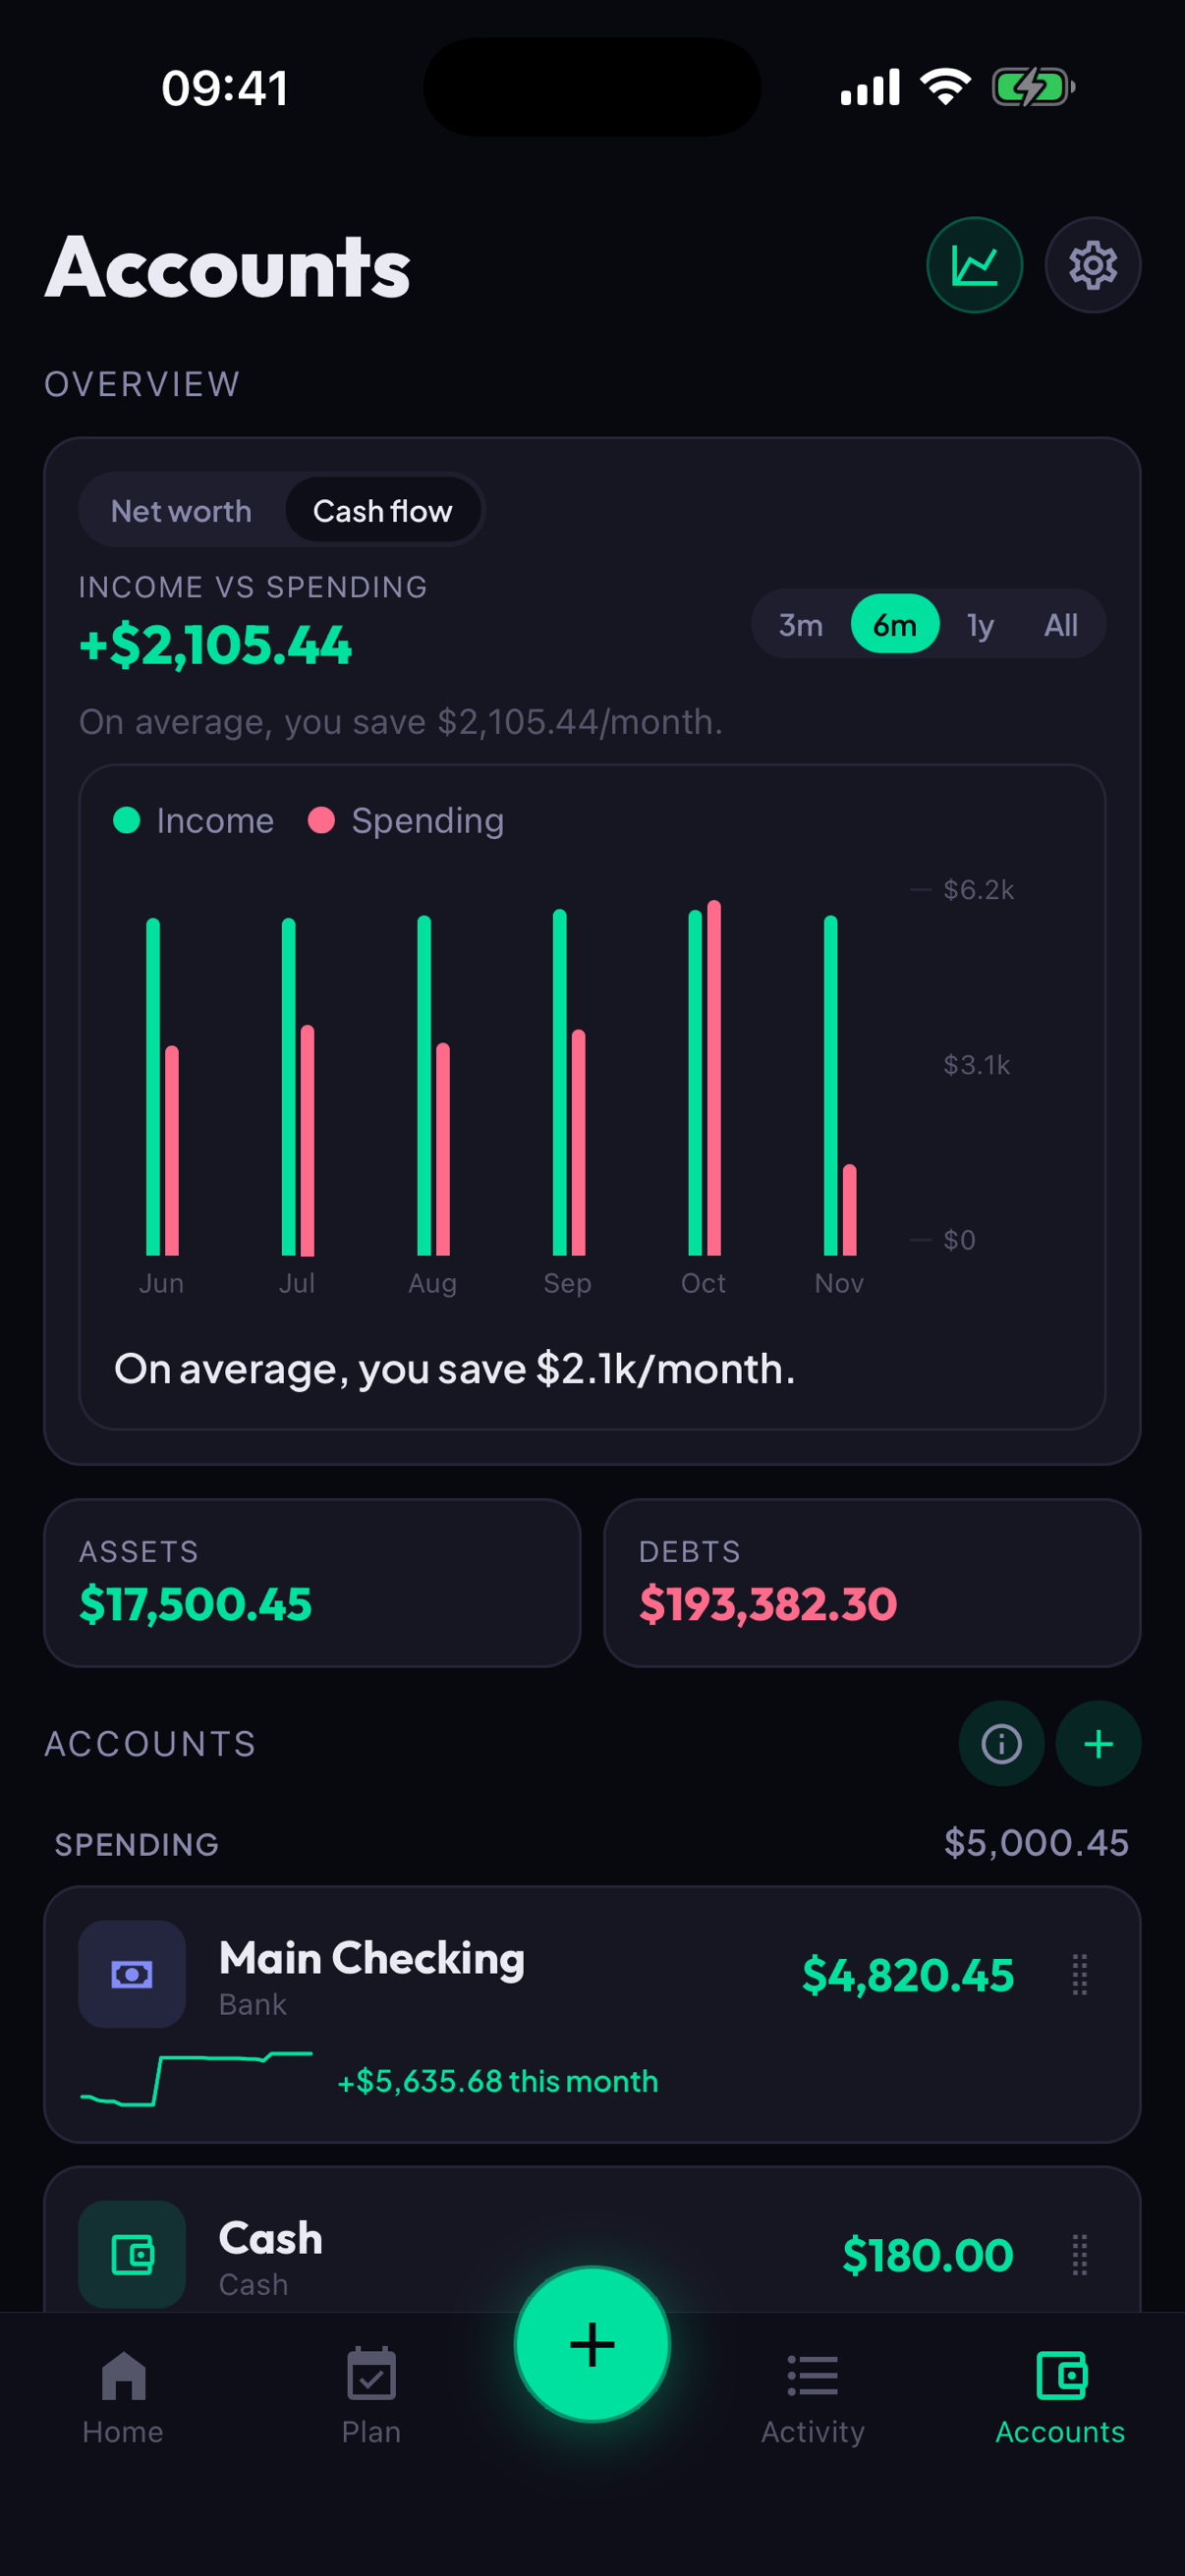 09:41
Accounts
OVERVIEW
Net worth Cash flow
INCOME VS SPENDING
+$2,105.44
3m 6m 1y All
On average, you save $2,105.44/month.
Income Spending
$6.2k
$3.1k
$0
Jun Jul Aug Sep Oct Nov
On average, you save $2.1k/month.
ASSETS
$17,500.45
DEBTS
$193,382.30
ACCOUNTS
SPENDING $5,000.45
Main Checking
Bank
$4,820.45
+$5,635.68 this month
Cash
Cash
$180.00
Home Plan Activity Accounts